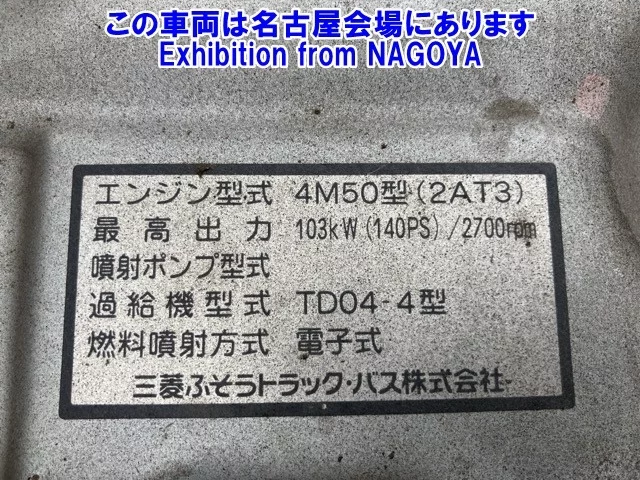 この車両は名古屋会場にあります
Exhibition from NAGOYA
エンジン型式 4M50型(2AT3)
最高出力 103kW(140PS)/2700rpm
噴射ポンプ型式
過給機型式 TD04-4型
燃料噴射方式 電子式
三菱ふそうトラック・バス株式会社